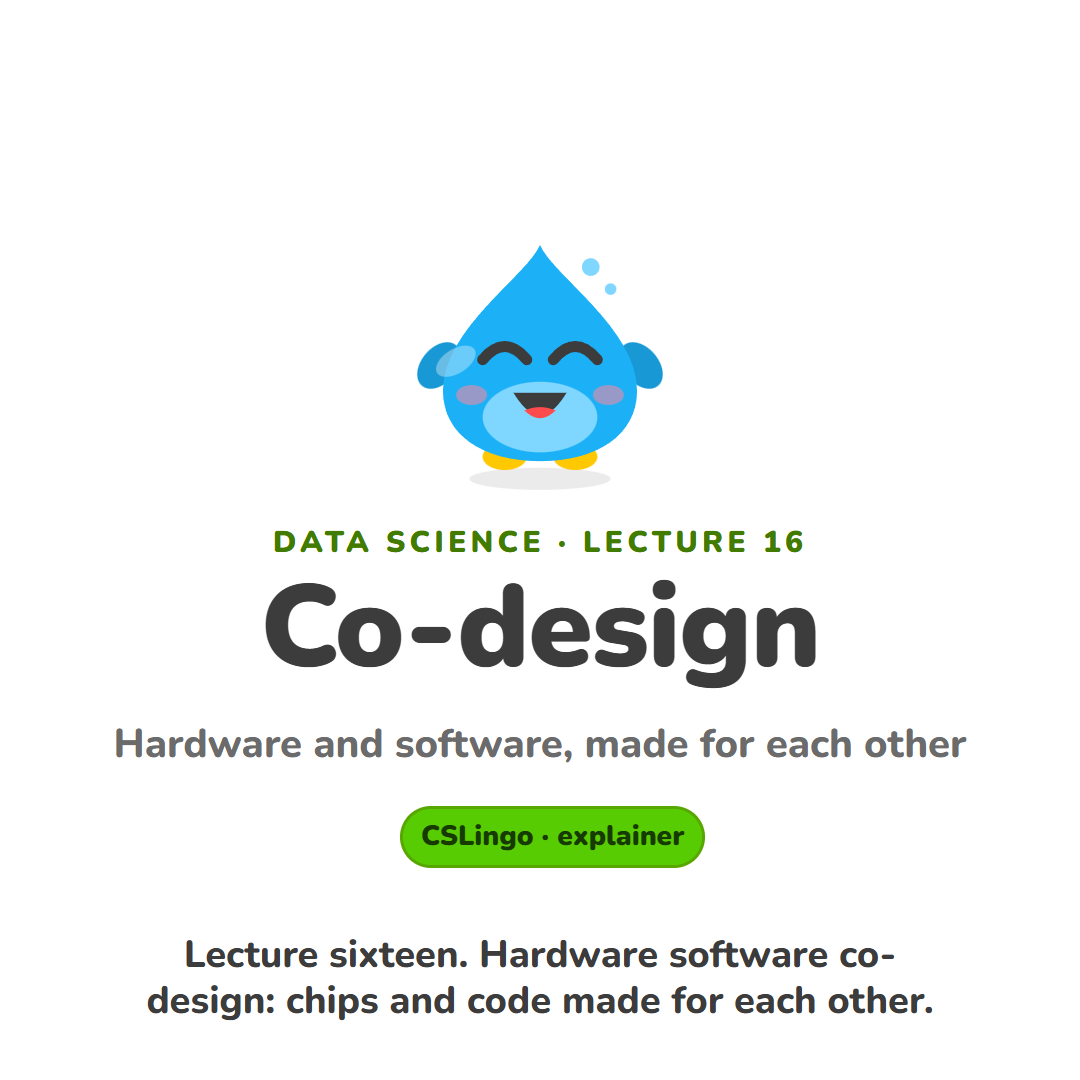 DATA SCIENCE · LECTURE 16
Co-design
Hardware and software, made for each other
CSLingo · explainer
Lecture sixteen. Hardware software co-
design: chips and code made for each other.